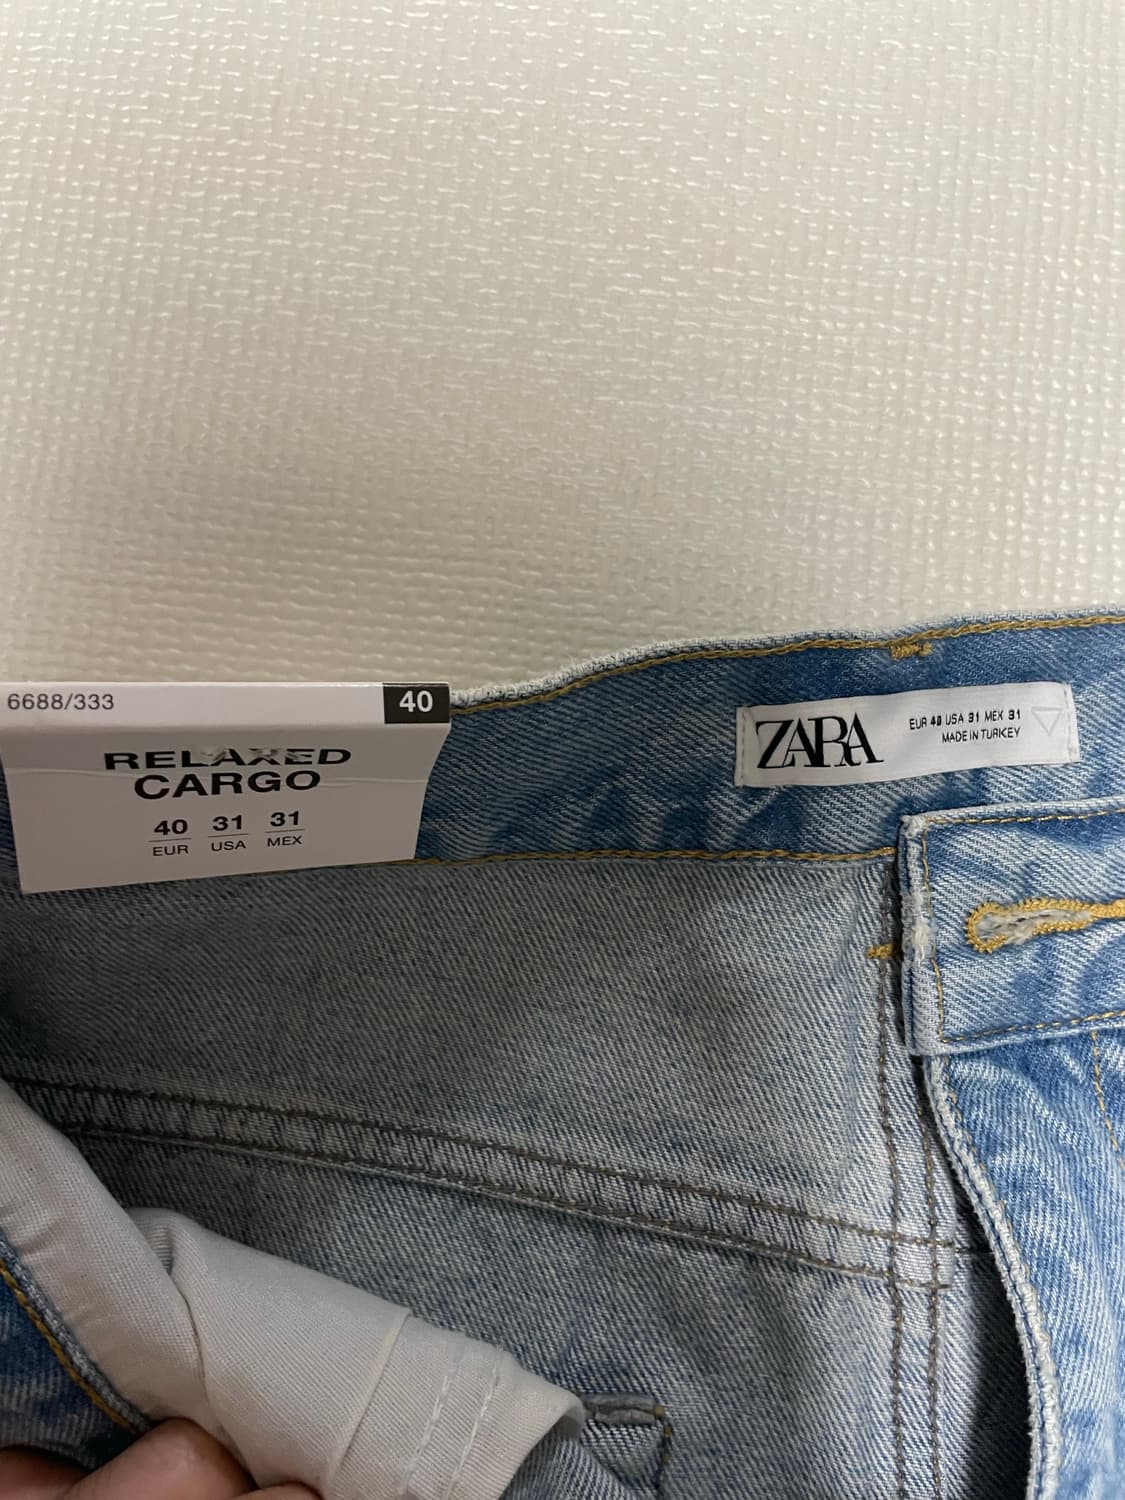 6688/333
40
RELAXED
CARGO
40 31 31
EUR USA MEX
ZARA
EUR 40 USA 31 MEX 31
MADE IN TURKEY